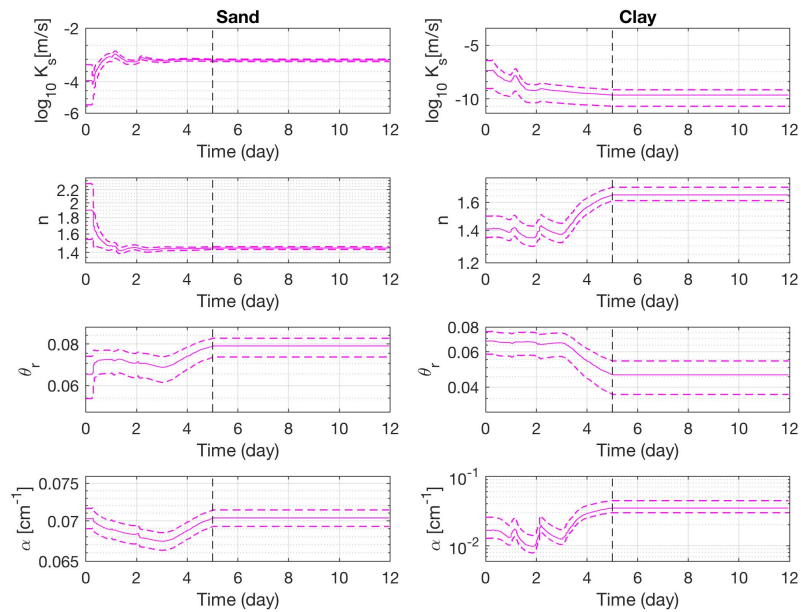 Sand
Clay
log10 Ks[m/s]
-2
-4
-6
0 2 4 6 8 10 12
Time (day)
log10 Ks[m/s]
-5
-10
0 2 4 6 8 10 12
Time (day)
n
2.2
2
1.8
1.6
1.4
0 2 4 6 8 10 12
Time (day)
n
1.6
1.4
1.2
0 2 4 6 8 10 12
Time (day)
θr
0.08
0.06
0 2 4 6 8 10 12
Time (day)
θr
0.08
0.06
0.04
0 2 4 6 8 10 12
Time (day)
α [cm-1]
0.075
0.07
0.065
0 2 4 6 8 10 12
Time (day)
α [cm-1]
10-1
10-2
0 2 4 6 8 10 12
Time (day)